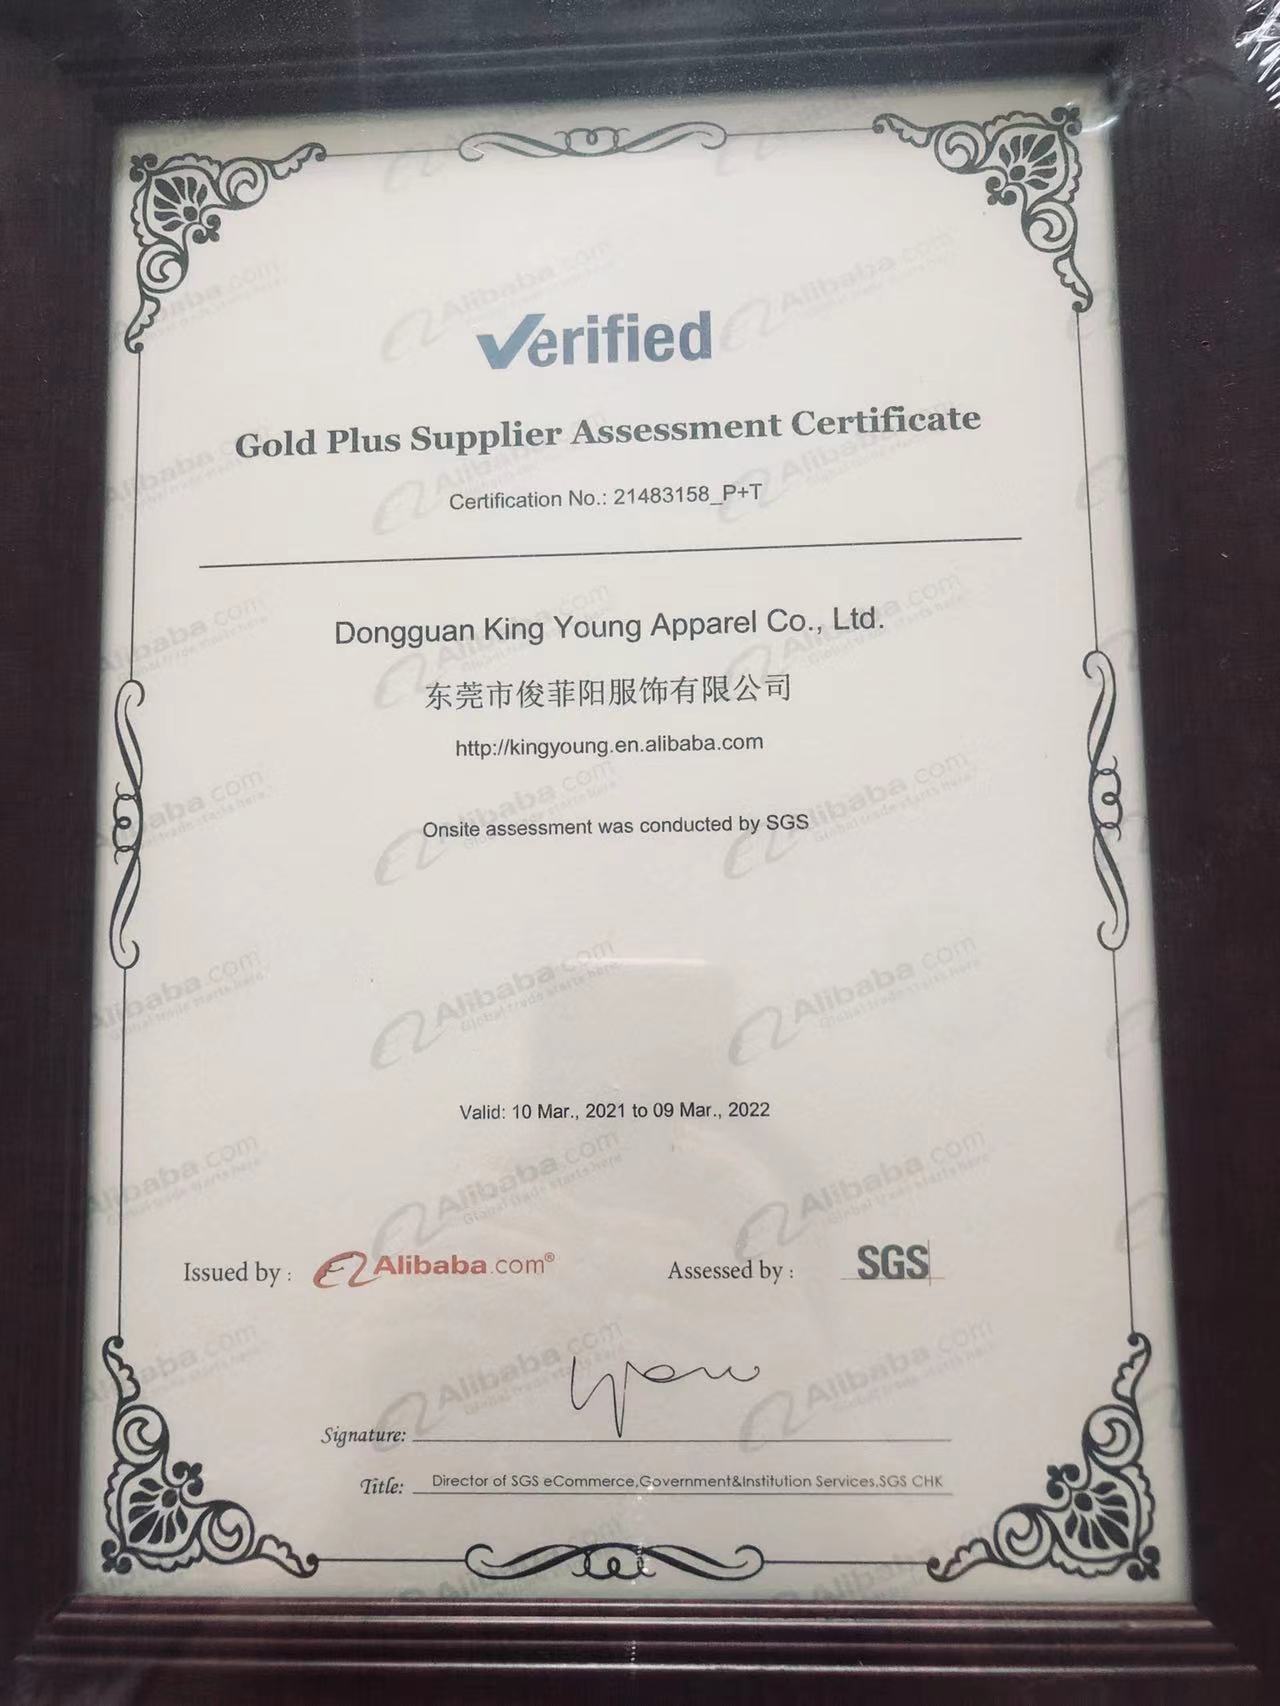 Verified
Gold Plus Supplier Assessment Certificate
Certification No.: 21483158_P+T
Dongguan King Young Apparel Co., Ltd.
东莞市俊菲阳服饰有限公司
http://kingyoung.en.alibaba.com
Onsite assessment was conducted by SGS
Valid: 10 Mar., 2021 to 09 Mar., 2022
Issued by : Alibaba.com® Assessed by : SGS
Signature:
Title: Director of SGS eCommerce,Government&Institution Services,SGS CHK